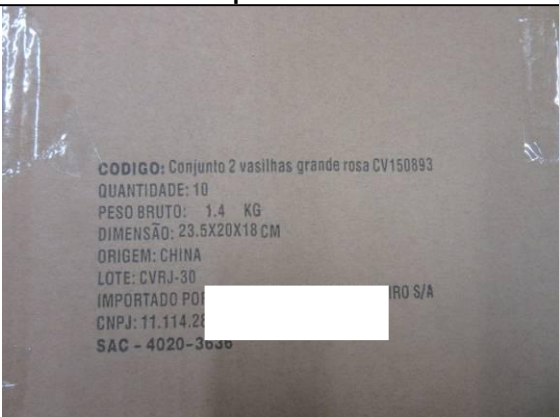 CODIGO: Conjunto 2 vasilhas grande rosa CV150893
QUANTIDADE: 10
PESO BRUTO: 1.4 KG
DIMENSÃO: 23.5X20X18 CM
ORIGEM: CHINA
LOTE: CVRJ-30
IMPORTADO POR IRO S/A
CNPJ: 11.114.28
SAC - 4020-3636